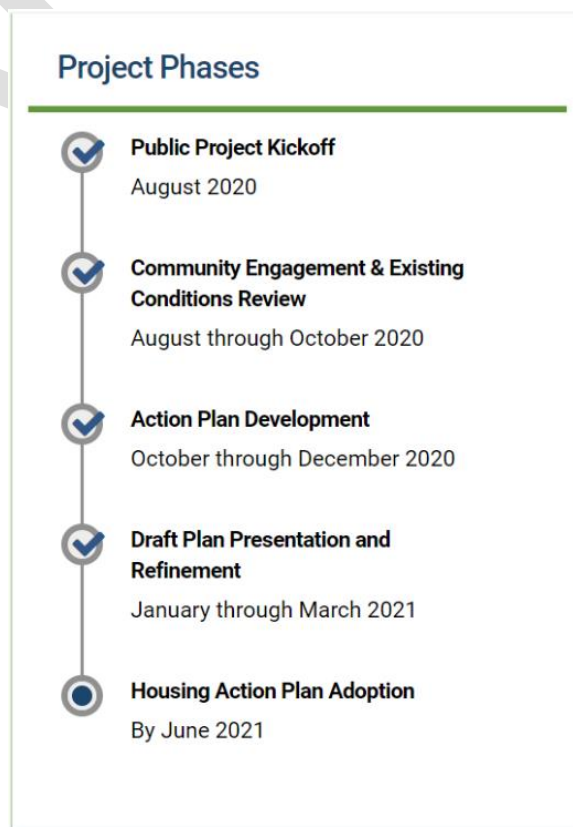 Project Phases
Public Project Kickoff
August 2020
Community Engagement & Existing
Conditions Review
August through October 2020
Action Plan Development
October through December 2020
Draft Plan Presentation and
Refinement
January through March 2021
Housing Action Plan Adoption
By June 2021